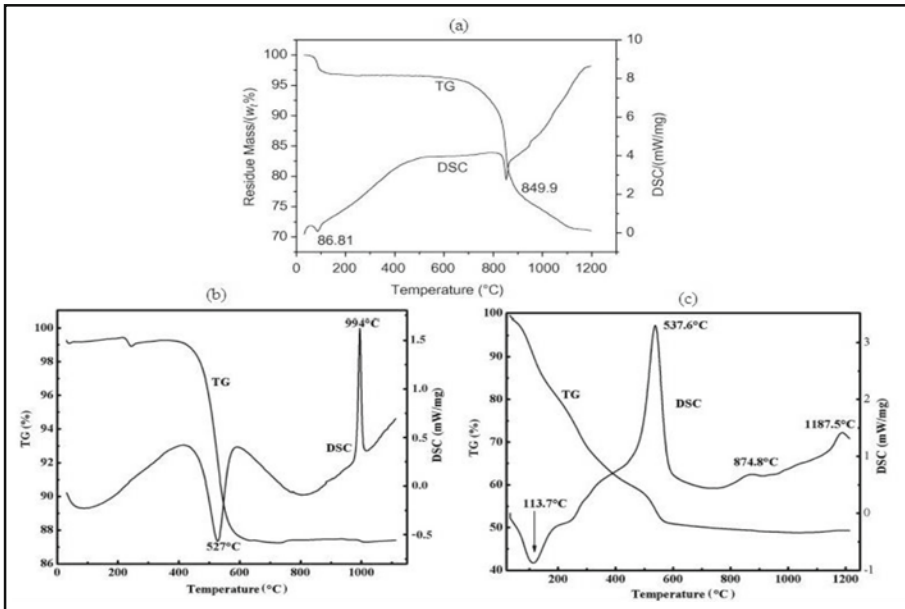 (a)
100
95
90
85
80
75
70
Residue Mass/(wt%)
10
8
6
4
2
0
DSC/(mW/mg)
TG
DSC
849.9
86.81
0 200 400 600 800 1000 1200
Temperature (°C)
(b)
100
98
96
94
92
90
88
86
TG (%)
994°C
1.5
1.0
0.5
0.0
-0.5
DSC (mW/mg)
TG
DSC
527°C
0 200 400 600 800 1000
Temperature (°C)
(c)
100
90
80
70
60
50
40
TG (%)
537.6°C
3
2
1
0
-1
DSC (mW/mg)
TG
DSC
1187.5°C
874.8°C
113.7°C
200 400 600 800 1000 1200
Temperature (°C)